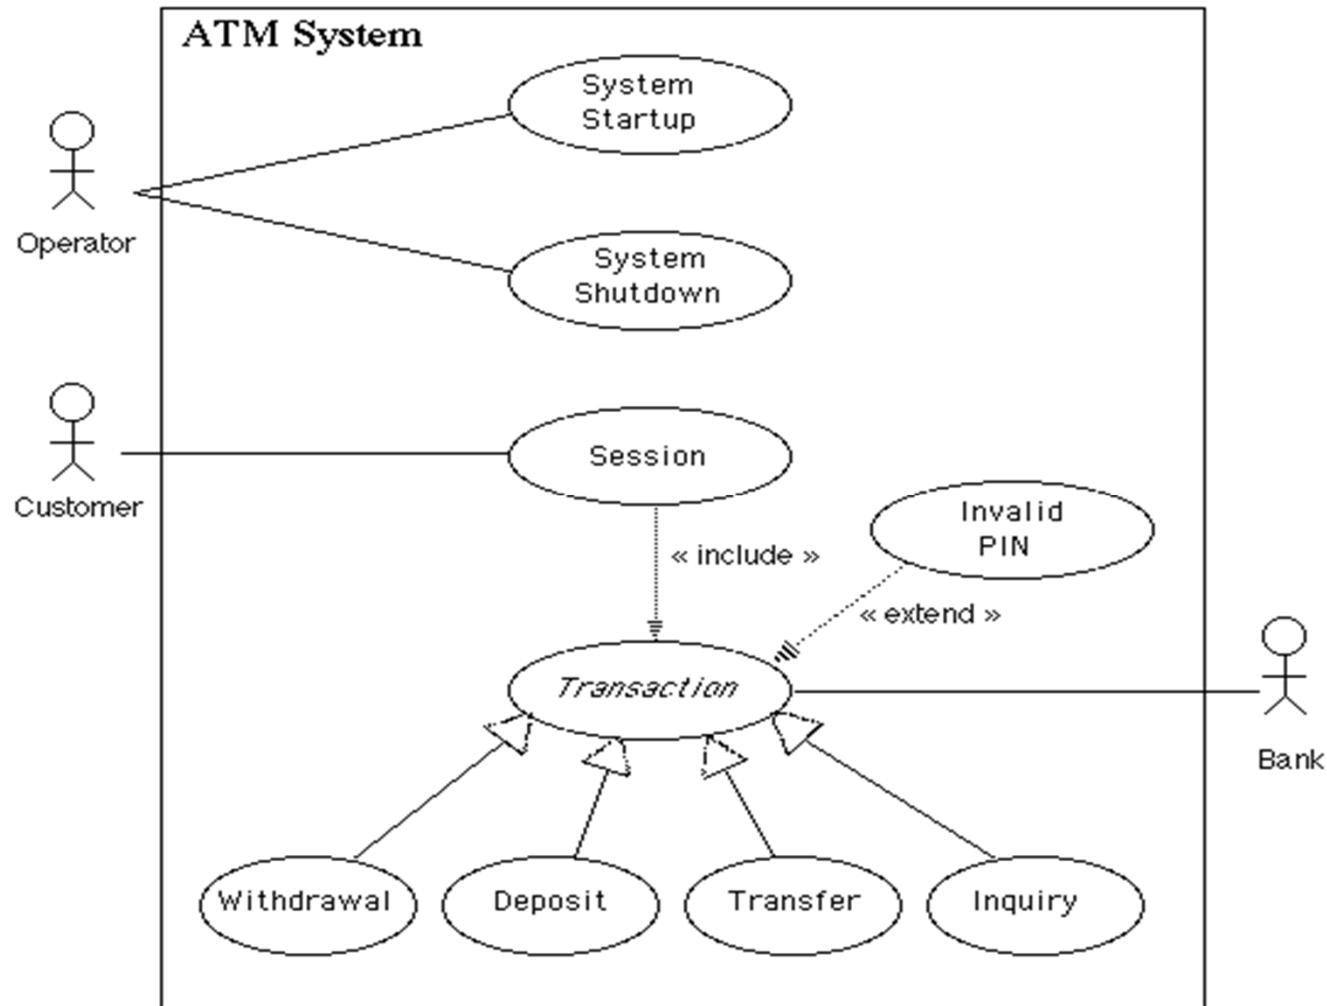 ATM System
System
Startup
Operator
System
Shutdown
Customer
Session
Invalid
PIN
« include »
« extend »
Transaction
Bank
Withdrawal
Deposit
Transfer
Inquiry